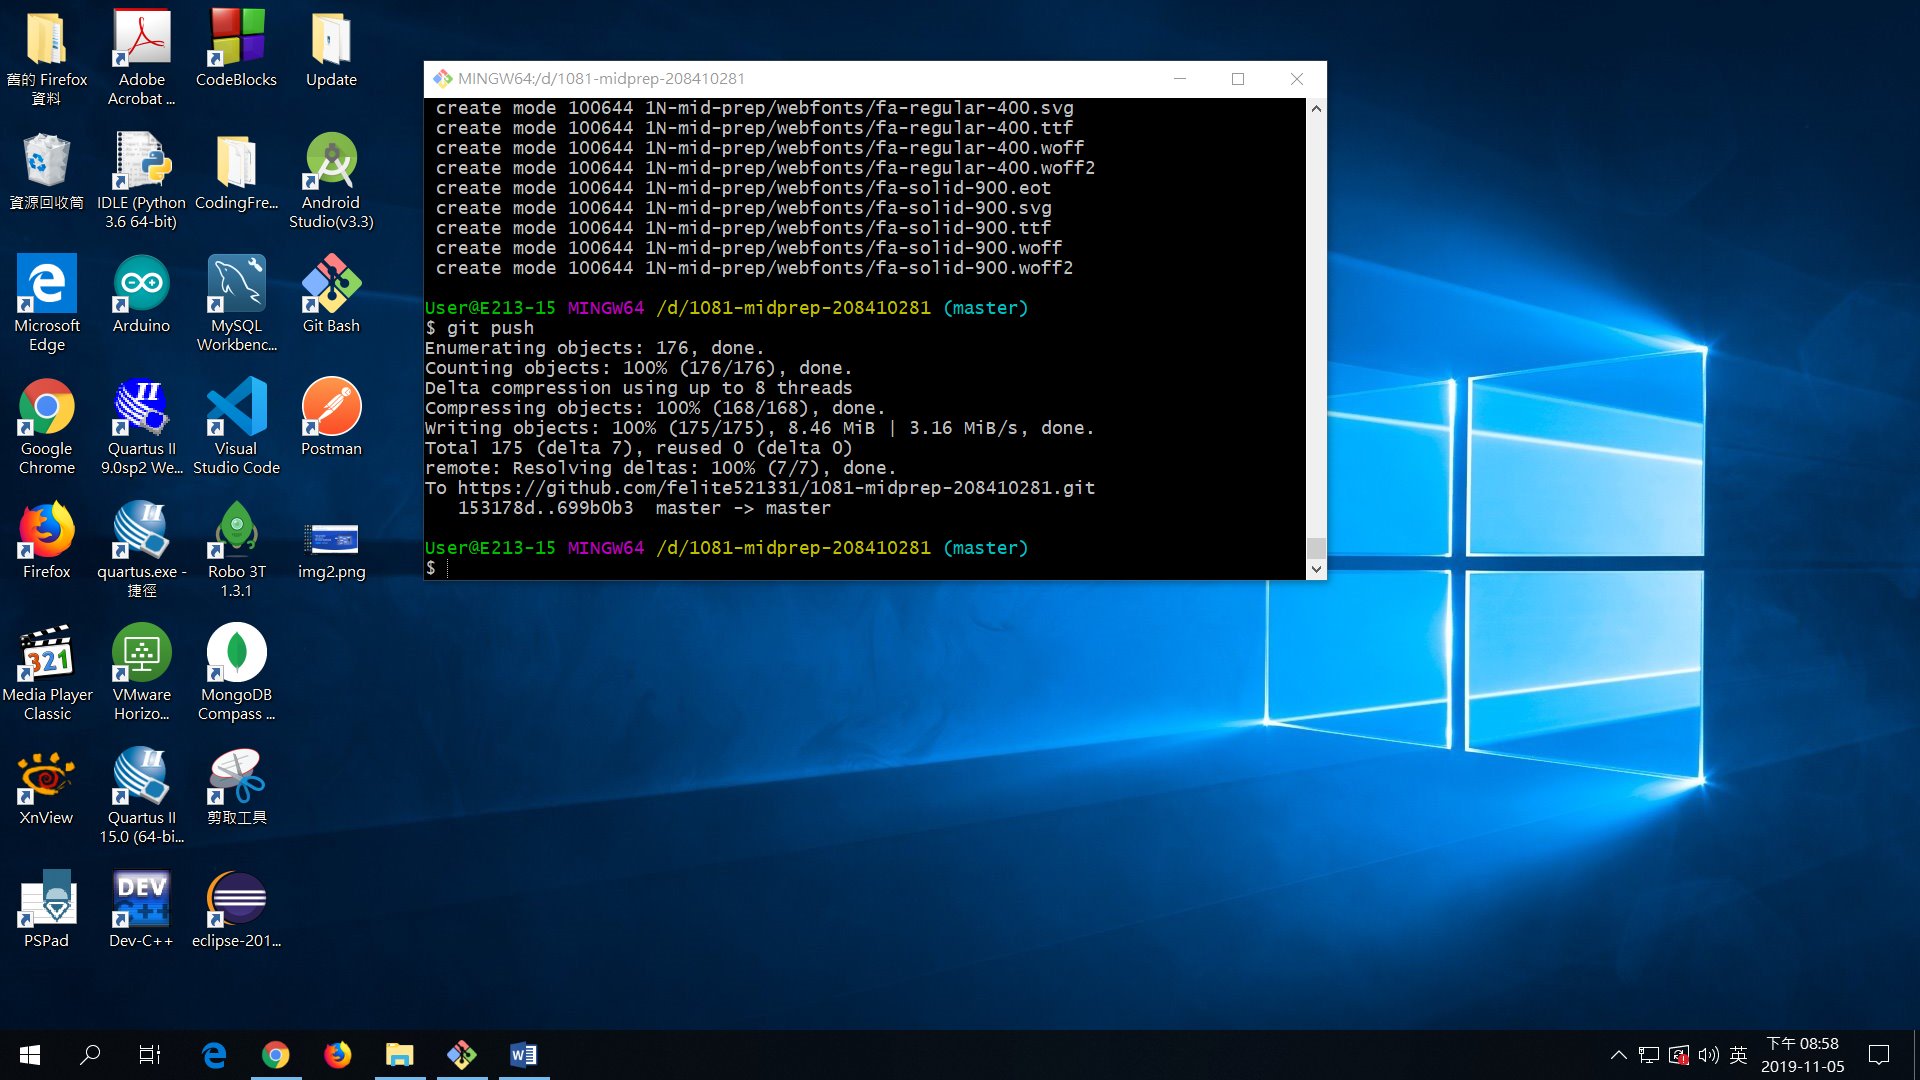 舊的 Firefox
資料
Adobe
Acrobat ...
CodeBlocks
Update
資源回收筒
IDLE (Python
3.6 64-bit)
CodingFre...
Android
Studio(v3.3)
Microsoft
Edge
Arduino
MySQL
Workbenc...
Git Bash
Google
Chrome
Quartus II
9.0sp2 We...
Visual
Studio Code
Postman
Firefox
quartus.exe -
捷徑
Robo 3T
1.3.1
img2.png
Media Player
Classic
VMware
Horizo...
MongoDB
Compass ...
XnView
Quartus II
15.0 (64-bi...
剪取工具
PSPad
Dev-C++
eclipse-201...
MINGW64:/d/1081-midprep-208410281
create mode 100644 1N-mid-prep/webfonts/fa-regular-400.svg
create mode 100644 1N-mid-prep/webfonts/fa-regular-400.ttf
create mode 100644 1N-mid-prep/webfonts/fa-regular-400.woff
create mode 100644 1N-mid-prep/webfonts/fa-regular-400.woff2
create mode 100644 1N-mid-prep/webfonts/fa-solid-900.eot
create mode 100644 1N-mid-prep/webfonts/fa-solid-900.svg
create mode 100644 1N-mid-prep/webfonts/fa-solid-900.ttf
create mode 100644 1N-mid-prep/webfonts/fa-solid-900.woff
create mode 100644 1N-mid-prep/webfonts/fa-solid-900.woff2
User@E213-15 MINGW64 /d/1081-midprep-208410281 (master)
$ git push
Enumerating objects: 176, done.
Counting objects: 100% (176/176), done.
Delta compression using up to 8 threads
Compressing objects: 100% (168/168), done.
Writing objects: 100% (175/175), 8.46 MiB | 3.16 MiB/s, done.
Total 175 (delta 7), reused 0 (delta 0)
remote: Resolving deltas: 100% (7/7), done.
To https://github.com/felite521331/1081-midprep-208410281.git
153178d..699b0b3  master -> master
User@E213-15 MINGW64 /d/1081-midprep-208410281 (master)
$
英
下午 08:58
2019-11-05